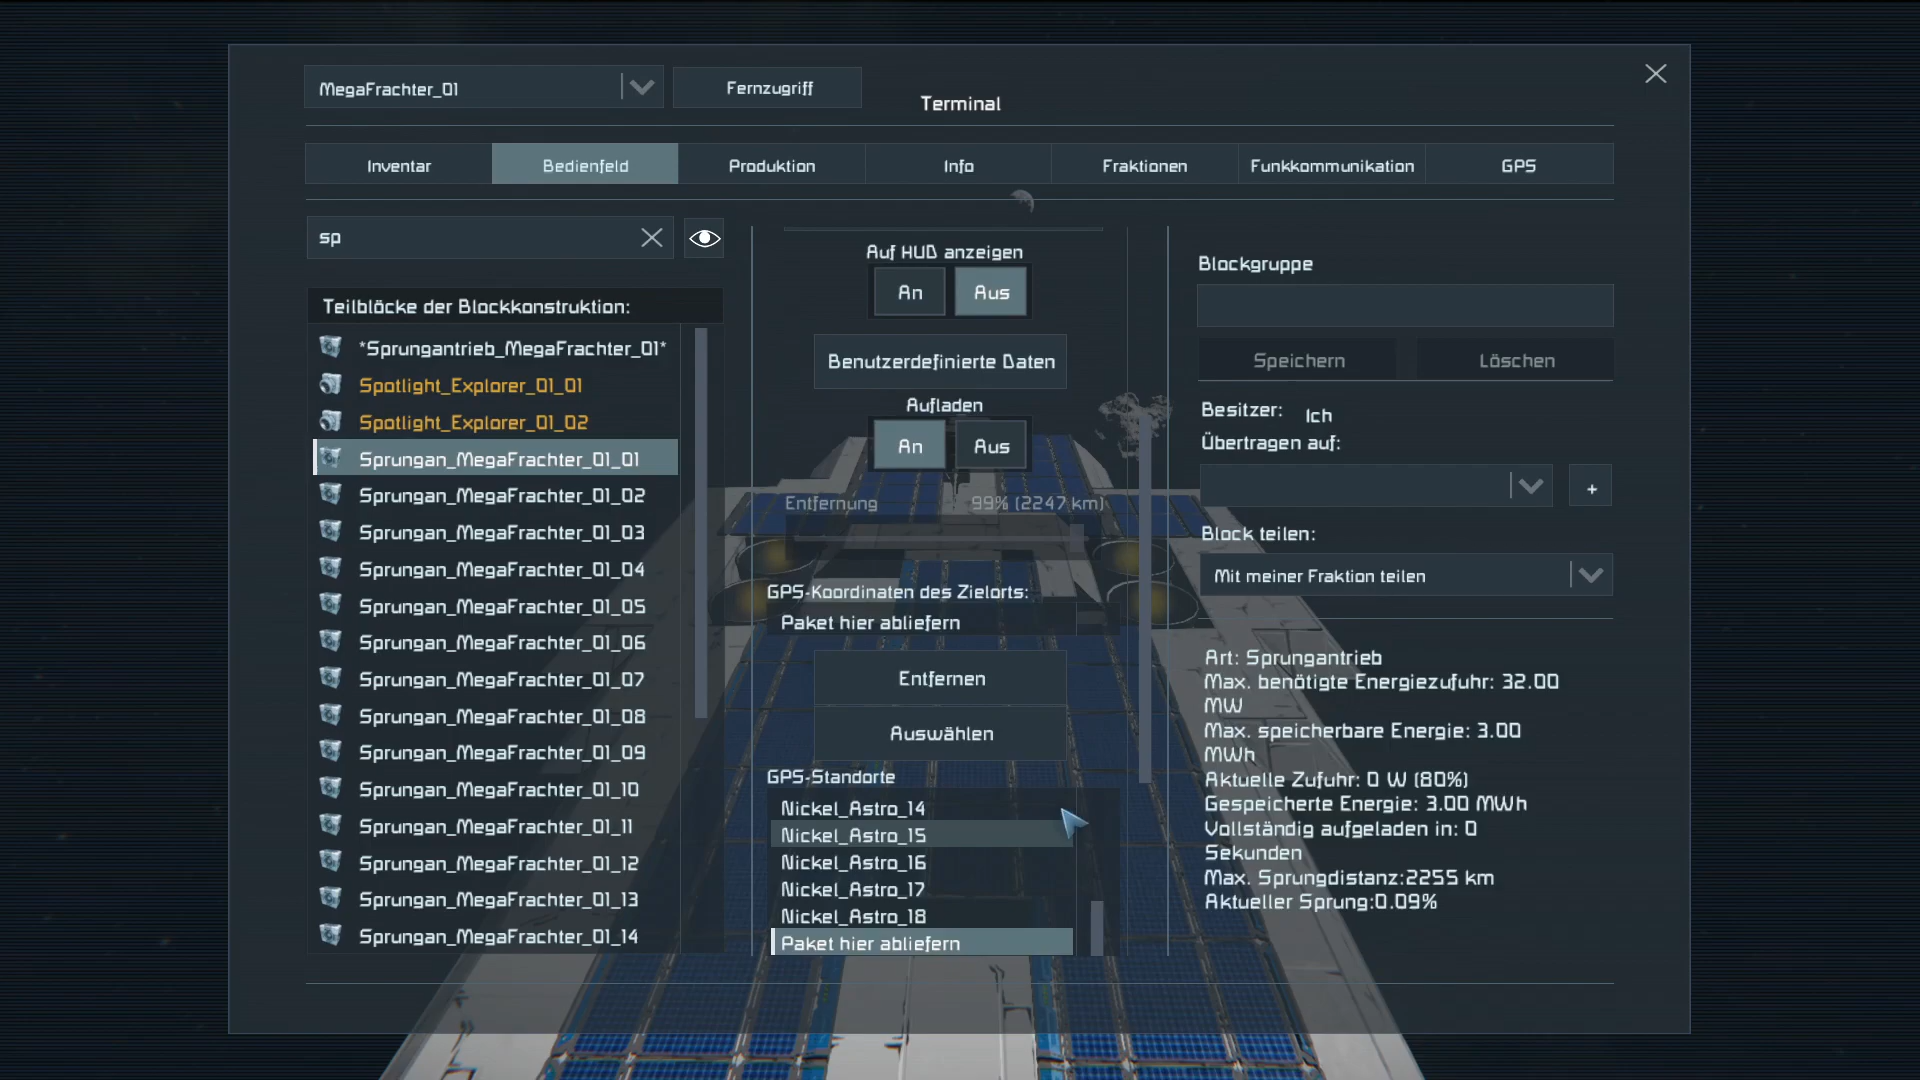 MegaFrachter_01
Fernzugriff
Terminal
Inventar
Bedienfeld
Produktion
Info
Fraktionen
Funkkommunikation
GPS
sp
Teilblöcke der Blockkonstruktion:
*Sprungantrieb_MegaFrachter_01*
Spotlight_Explorer_01_01
Spotlight_Explorer_01_02
Sprungan_MegaFrachter_01_01
Sprungan_MegaFrachter_01_02
Sprungan_MegaFrachter_01_03
Sprungan_MegaFrachter_01_04
Sprungan_MegaFrachter_01_05
Sprungan_MegaFrachter_01_06
Sprungan_MegaFrachter_01_07
Sprungan_MegaFrachter_01_08
Sprungan_MegaFrachter_01_09
Sprungan_MegaFrachter_01_10
Sprungan_MegaFrachter_01_11
Sprungan_MegaFrachter_01_12
Sprungan_MegaFrachter_01_13
Sprungan_MegaFrachter_01_14
Auf HUD anzeigen
An Aus
Benutzerdefinierte Daten
Aufladen
An Aus
Entfernung 99% (2247 km)
GPS-Koordinaten des Zielorts:
Paket hier abliefern
Entfernen
Auswählen
GPS-Standorte
Nickel_Astro_14
Nickel_Astro_15
Nickel_Astro_16
Nickel_Astro_17
Nickel_Astro_18
Paket hier abliefern
Blockgruppe
Speichern Löschen
Besitzer: Ich
Übertragen auf:
+
Block teilen:
Mit meiner Fraktion teilen
Art: Sprungantrieb
Max. benötigte Energiezufuhr: 32.00
MW
Max. speicherbare Energie: 3.00
MWh
Aktuelle Zufuhr: 0 W (80%)
Gespeicherte Energie: 3.00 MWh
Vollständig aufgeladen in: 0
Sekunden
Max. Sprungdistanz:2255 km
Aktueller Sprung:0.09%